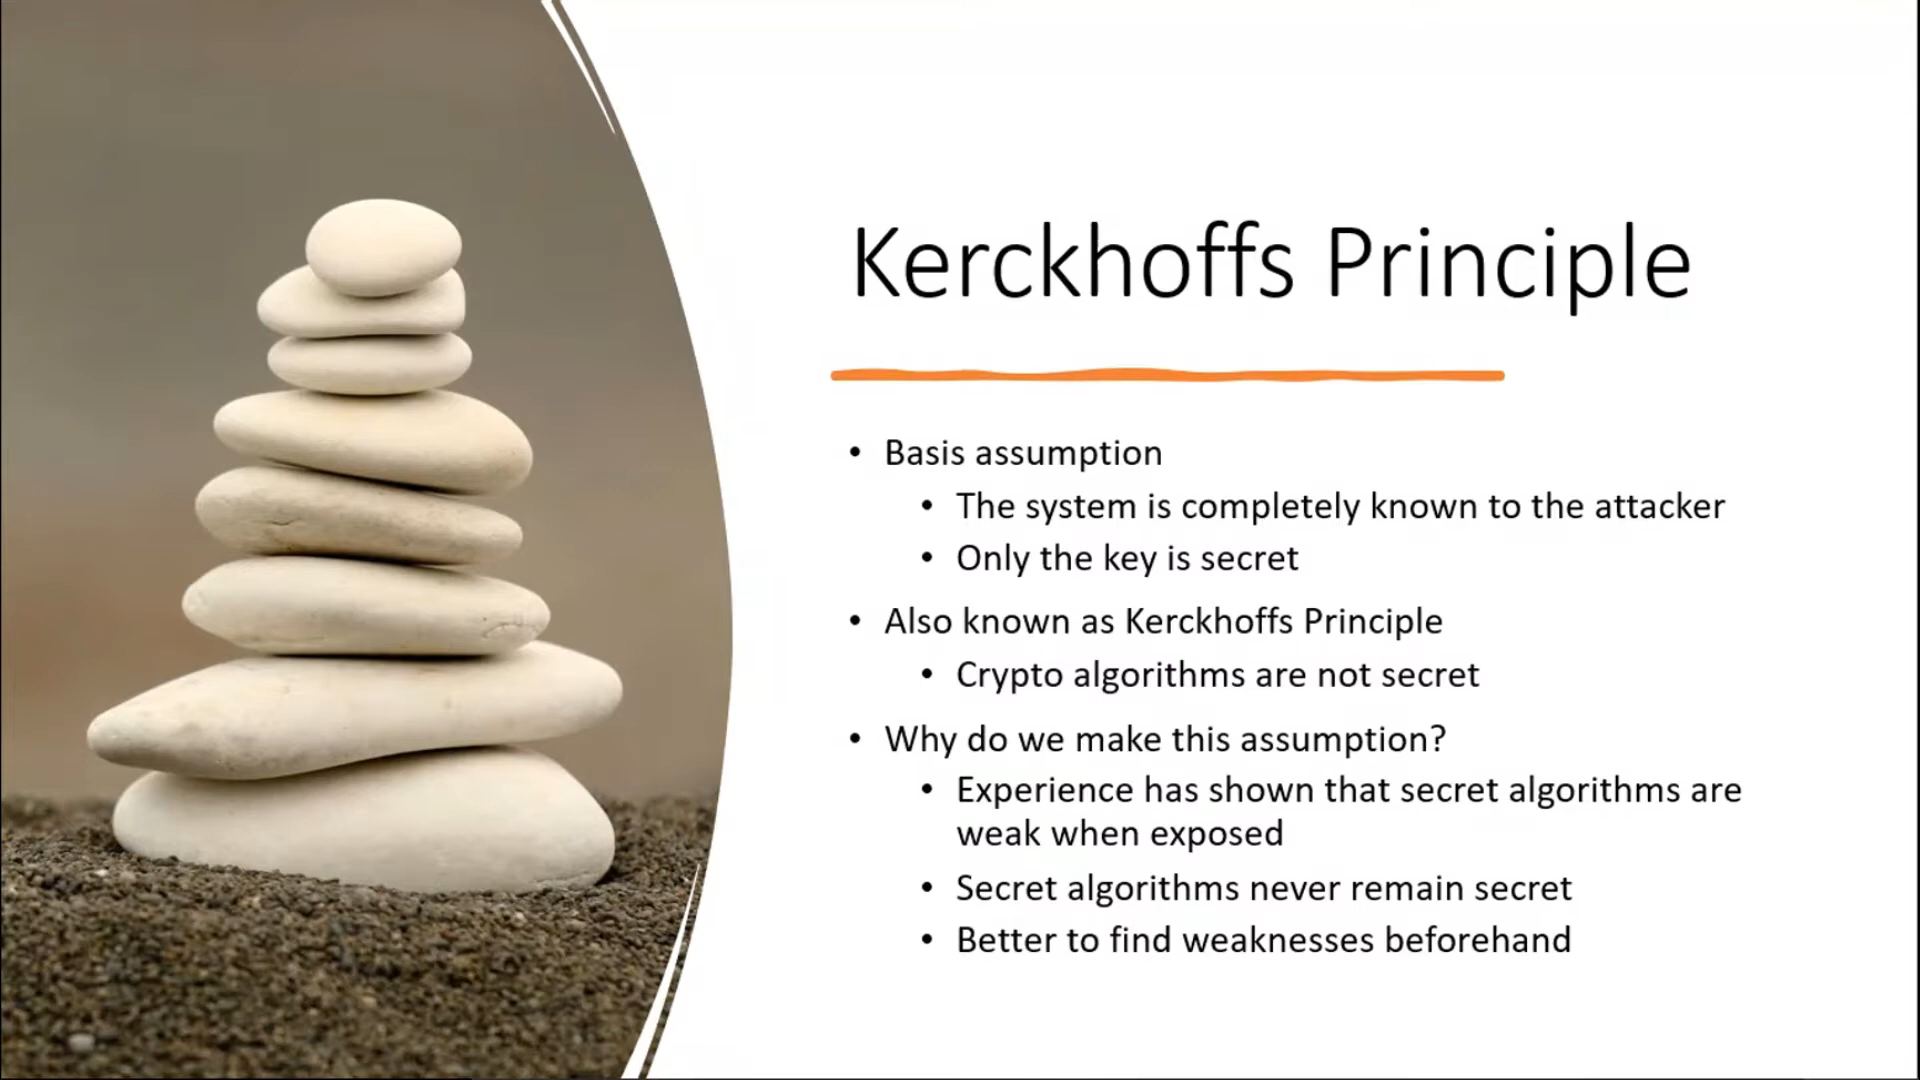 Kerckhoffs Principle
• Basis assumption
• The system is completely known to the attacker
• Only the key is secret
• Also known as Kerckhoffs Principle
• Crypto algorithms are not secret
• Why do we make this assumption?
• Experience has shown that secret algorithms are
weak when exposed
• Secret algorithms never remain secret
• Better to find weaknesses beforehand